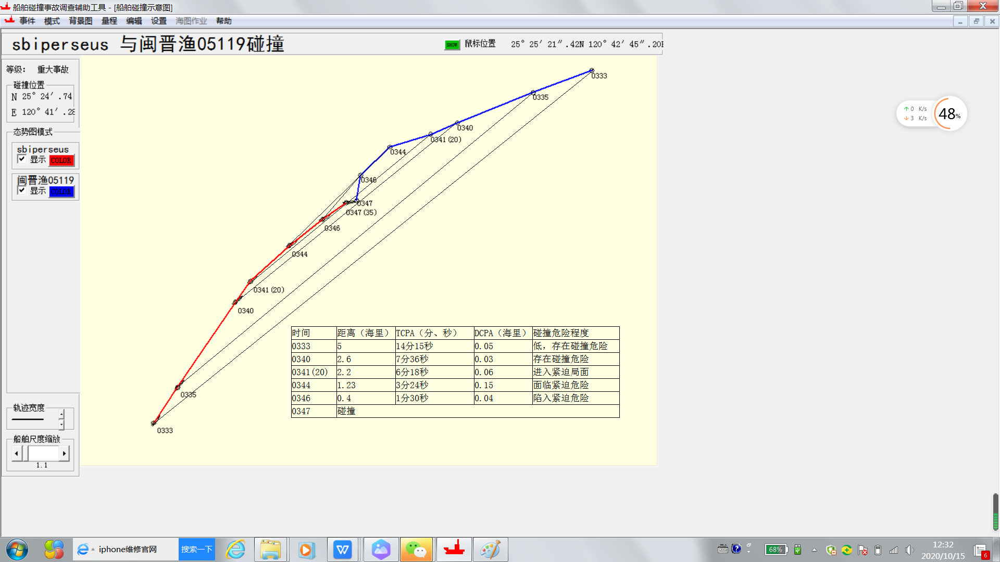 船舶碰撞事故调查辅助工具 - [船舶碰撞示意图]
事件 模式 背景图 量程 编辑 设置 海图作业 帮助
sbiperseus 与闽晋渔05119碰撞
SHOW 鼠标位置 25° 25′ 21″.42N 120° 42′ 45″.20E
等级: 重大事故
碰撞位置
N 25° 24′.74
E 120° 41′.28
态势图模式
sbiperseus
显示 COLOR
闽晋渔05119
显示 COLOR
轨迹宽度
船舶尺度缩放
1.1
0333
0335
0340
0341(20)
0344
0346
0347
0347(35)
0346
0344
0341(20)
0340
0335
0333
时间 距离（海里） TCPA（分、秒） DCPA（海里） 碰撞危险程度
0333 5 14分15秒 0.05 低，存在碰撞危险
0340 2.6 7分36秒 0.03 存在碰撞危险
0341(20) 2.2 6分18秒 0.06 进入紧迫局面
0344 1.23 3分24秒 0.15 面临紧迫危险
0346 0.4 1分30秒 0.04 陷入紧迫危险
0347 碰撞
0 K/s
3 K/s
48%
iphone维修官网 搜索一下
68%
12:32
2020/10/15
6